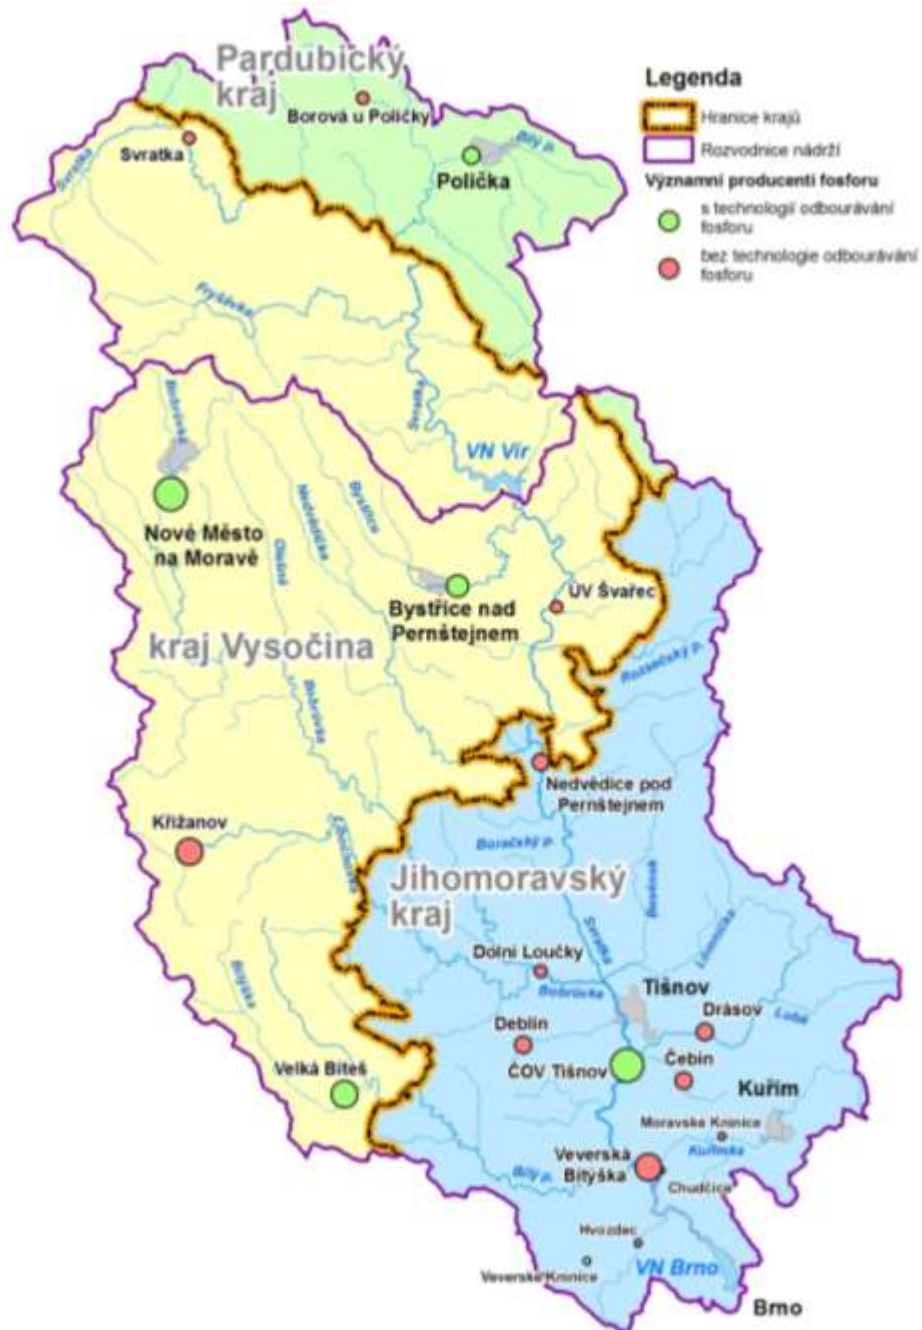 Pardubický
kraj
Borová u Poličky
Svratka
Svratka
Bílý p.
Polička
Legenda
Hranice krajů
Rozvodnice nádrží
Významní producenti fosforu
s technologií odbourávání
fosforu
bez technologie odbourávání
fosforu
Fryšávka
Svratka
VN Vír
Bobrůvka
Nové Město
na Moravě
Nedvědička
Bystřice
Bystřice nad
Pernštejnem
ÚV Švařec
kraj Vysočina
Rozsečský p.
Bobrůvka
Nedvědice pod
Pernštejnem
Křižanov
Libochůvka
Boračský p.
Jihomoravský
kraj
Svratka
Besének
Lomnička
Dolní Loučky
Bobrůvka
Tišnov
Drásov
Lubě
Deblín
ČOV Tišnov
Čebín
Bítýška
Velká Bíteš
Kuřim
Moravské Knínice
Kuřimka
Veverská
Bítýška
Bílý p.
Chudčice
Hvozdec
Veverské Knínice
VN Brno
Brno